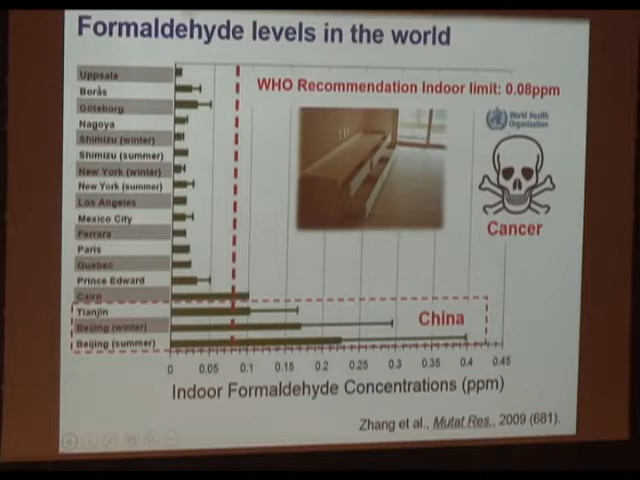 Formaldehyde levels in the world
WHO Recommendation Indoor limit: 0.08ppm
World Health
Organization
Cancer
Uppsala
Borås
Göteborg
Nagoya
Shimizu (winter)
Shimizu (summer)
New York (winter)
New York (summer)
Los Angeles
Mexico City
Ferrara
Paris
Quebec
Prince Edward
Cairo
Tianjin
Beijing (winter)
Beijing (summer)
China
0 0.05 0.1 0.15 0.2 0.25 0.3 0.35 0.4 0.45
Indoor Formaldehyde Concentrations (ppm)
Zhang et al., Mutat Res., 2009 (681).